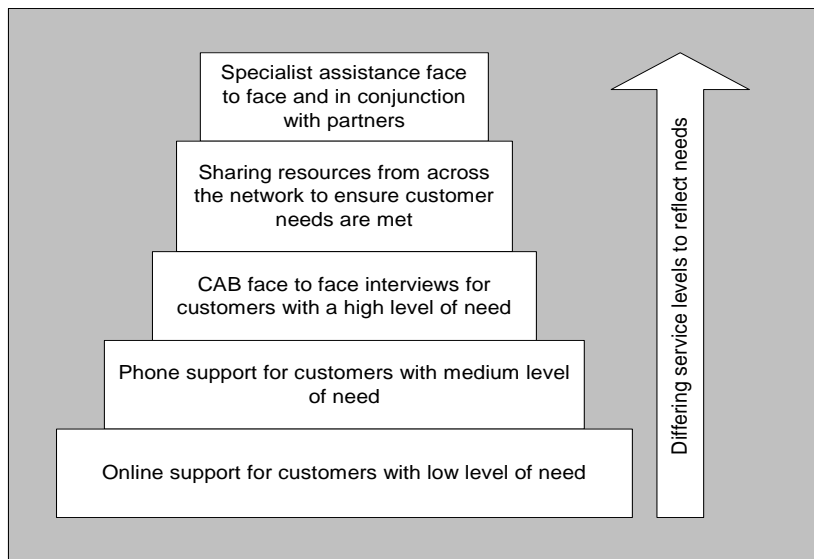 Specialist assistance face
to face and in conjunction
with partners
Sharing resources from across
the network to ensure customer
needs are met
CAB face to face interviews for
customers with a high level of need
Phone support for customers with medium level
of need
Online support for customers with low level of need
Differing service levels to reflect needs